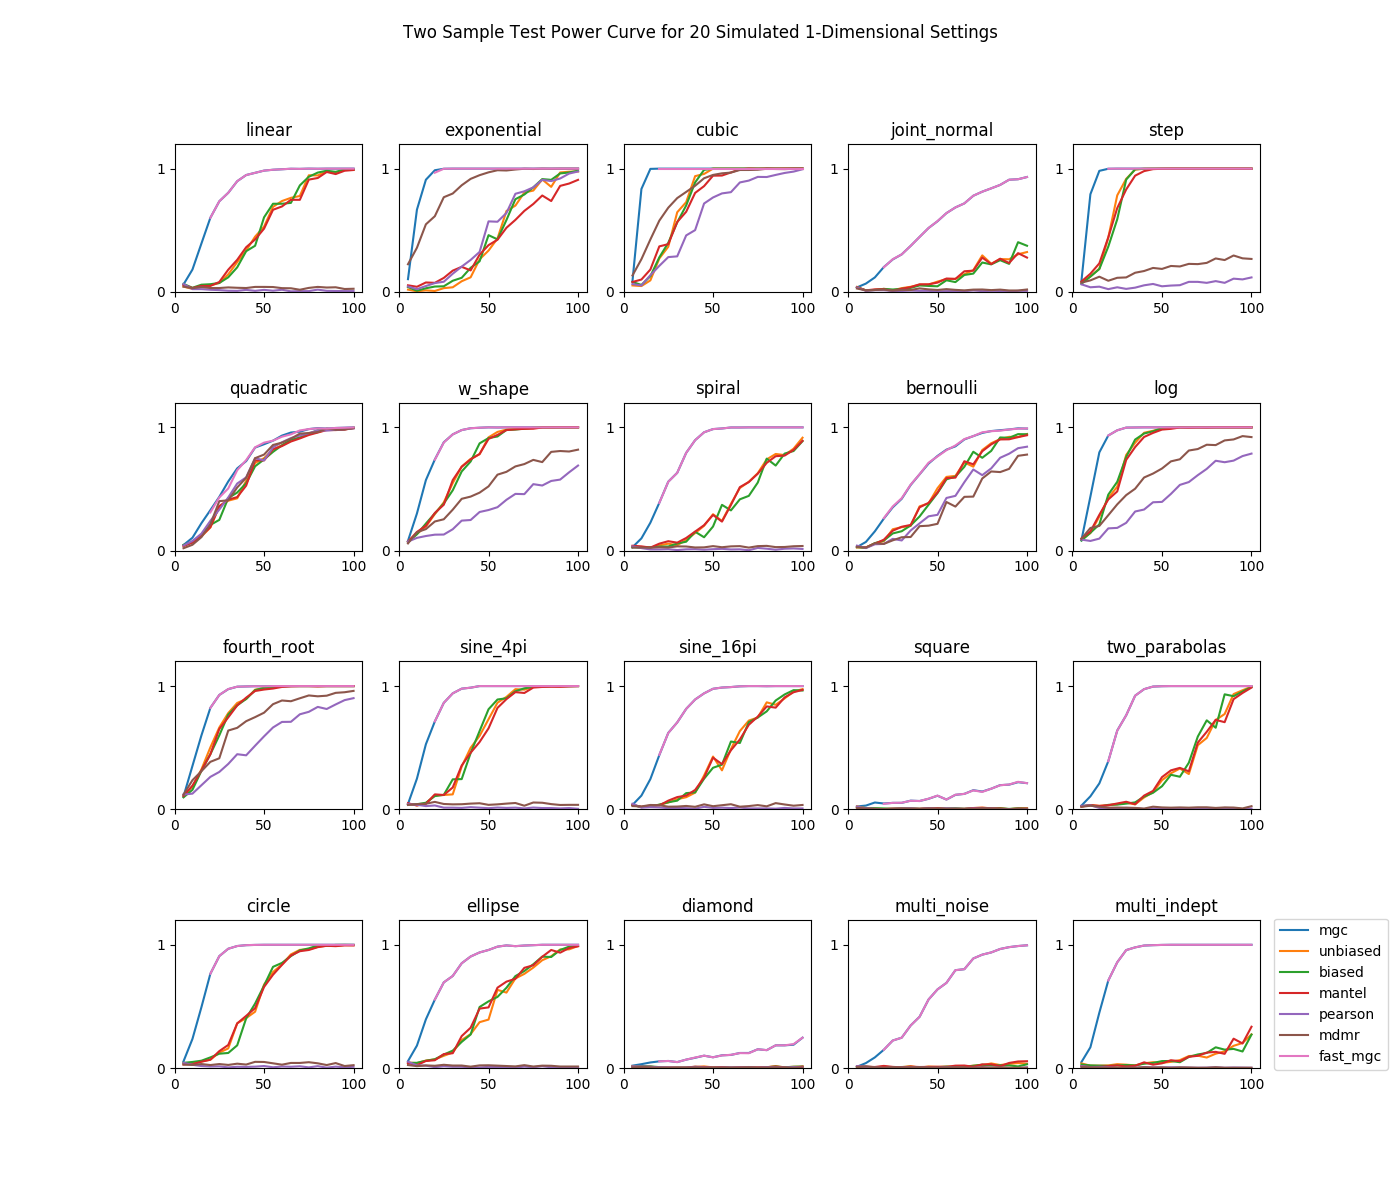 Two Sample Test Power Curve for 20 Simulated 1-Dimensional Settings
linear
exponential
cubic
joint_normal
step
1
0
0 50 100
1
0
0 50 100
1
0
0 50 100
1
0
0 50 100
1
0
0 50 100
quadratic
w_shape
spiral
bernoulli
log
1
0
0 50 100
1
0
0 50 100
1
0
0 50 100
1
0
0 50 100
1
0
0 50 100
fourth_root
sine_4pi
sine_16pi
square
two_parabolas
1
0
0 50 100
1
0
0 50 100
1
0
0 50 100
1
0
0 50 100
1
0
0 50 100
circle
ellipse
diamond
multi_noise
multi_indept
1
0
0 50 100
1
0
0 50 100
1
0
0 50 100
1
0
0 50 100
1
0
0 50 100
mgc
unbiased
biased
mantel
pearson
mdmr
fast_mgc